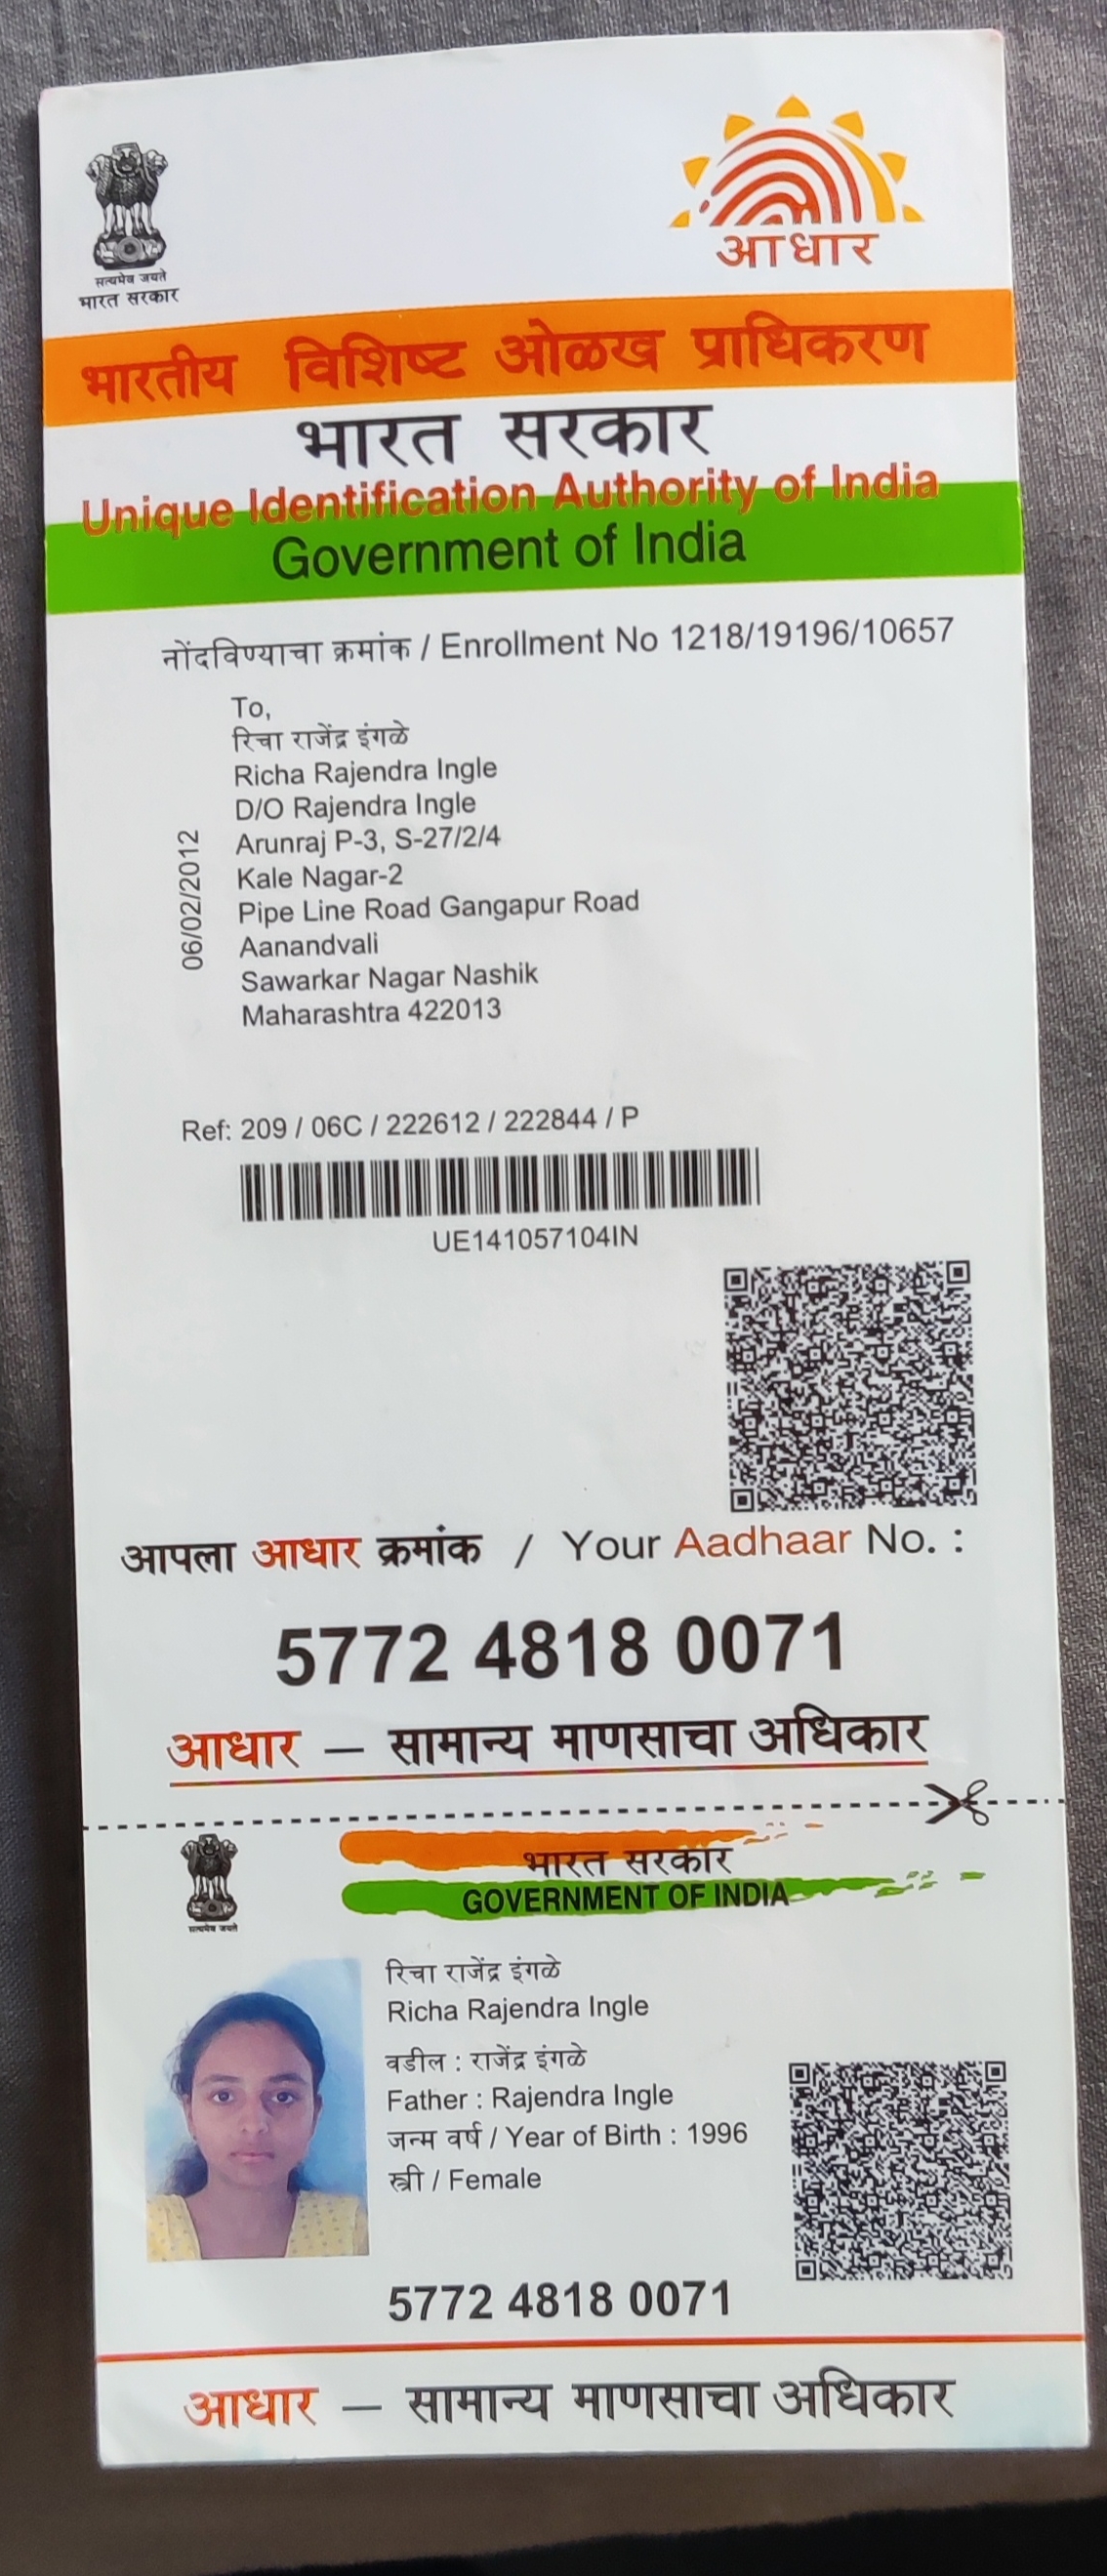 सत्यमेव जयते
भारत सरकार
आधार
भारतीय विशिष्ट ओळख प्राधिकरण
भारत सरकार
Unique Identification Authority of India
Government of India
नोंदविण्याचा क्रमांक / Enrollment No 1218/19196/10657
To,
रिचा राजेंद्र इंगळे
Richa Rajendra Ingle
D/O Rajendra Ingle
Arunraj P-3, S-27/2/4
Kale Nagar-2
Pipe Line Road Gangapur Road
Aanandvali
Sawarkar Nagar Nashik
Maharashtra 422013
06/02/2012
Ref: 209 / 06C / 222612 / 222844 / P
UE141057104IN
आपला आधार क्रमांक / Your Aadhaar No. :
5772 4818 0071
आधार — सामान्य माणसाचा अधिकार
सत्यमेव जयते
भारत सरकार
GOVERNMENT OF INDIA
रिचा राजेंद्र इंगळे
Richa Rajendra Ingle
वडील : राजेंद्र इंगळे
Father : Rajendra Ingle
जन्म वर्ष / Year of Birth : 1996
स्त्री / Female
5772 4818 0071
आधार — सामान्य माणसाचा अधिकार